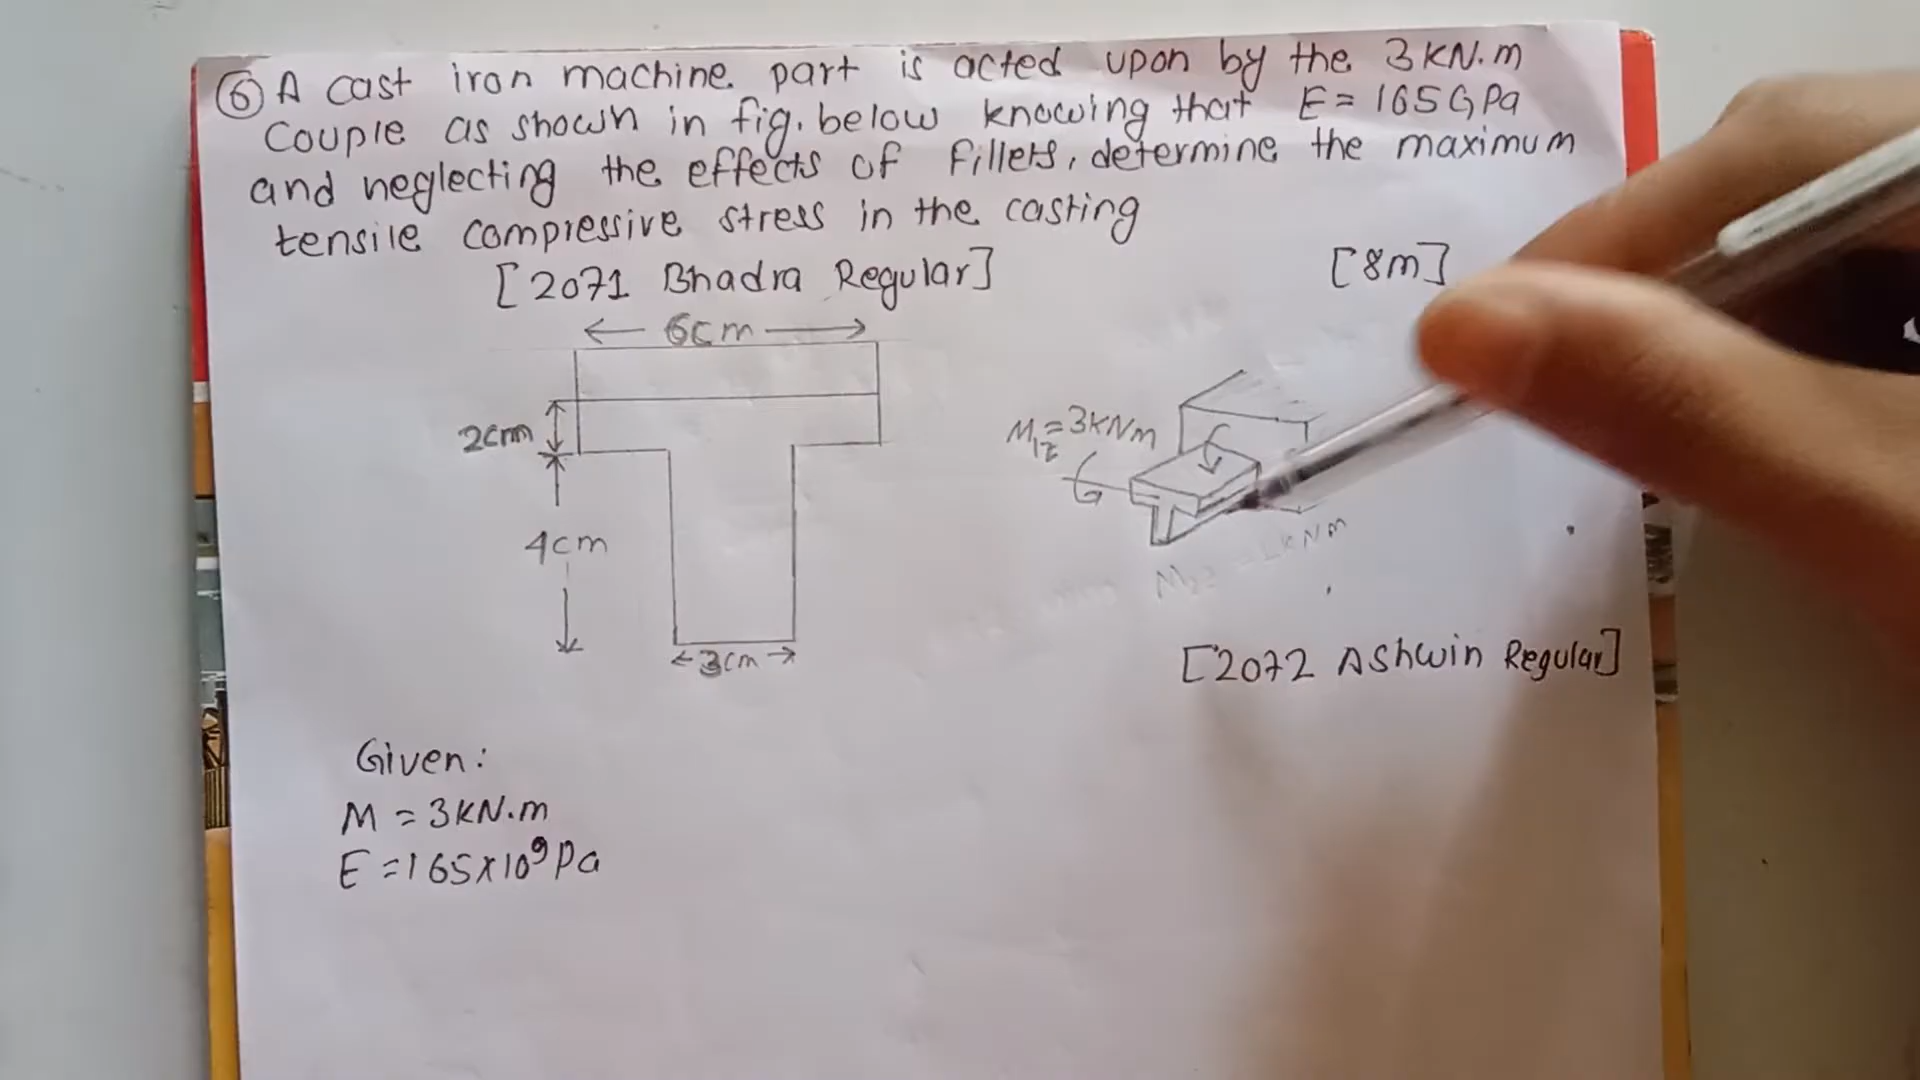 ⑥ A cast iron machine part is acted upon by the 3KN.m
Couple as shown in fig. below knowing that E = 165GPa
and neglecting the effects of fillets, determine the maximum
tensile compressive stress in the casting
[2071 Bhadra Regular] [8m]
6cm
2cm
4cm
3cm
= 3KNm
KNm
[2072 Ashwin Regular]
Given:
M = 3KN.m
E = 165×10⁹ Pa